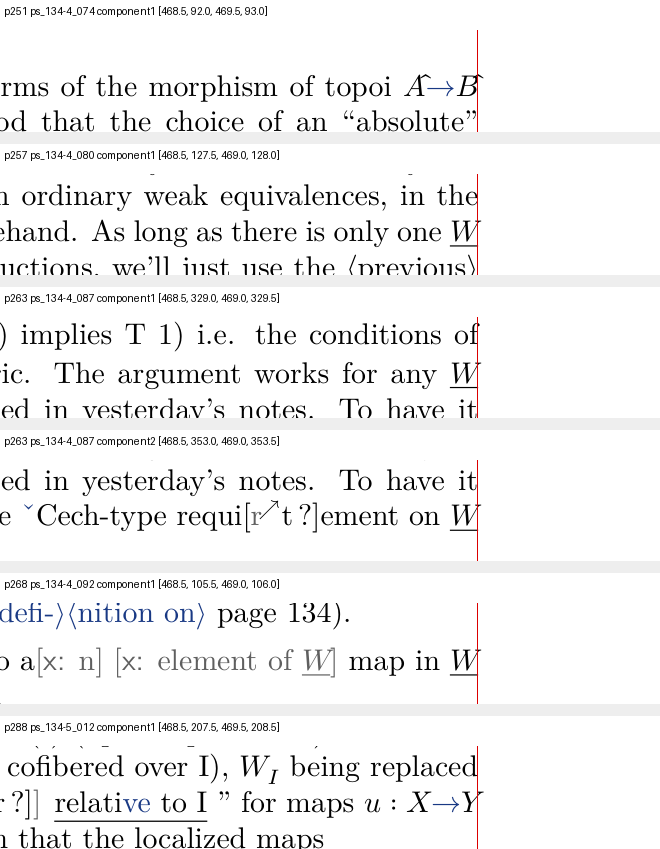 p251 ps_134-4_074 component1 [468.5, 92.0, 469.5, 93.0]
rms of the morphism of topoi A^→B^
od that the choice of an “absolute”
p257 ps_134-4_080 component1 [468.5, 127.5, 469.0, 128.0]
n ordinary weak equivalences, in the
ehand. As long as there is only one W
uctions, we’ll just use the ⟨previous⟩
p263 ps_134-4_087 component1 [468.5, 329.0, 469.0, 329.5]
) implies T 1) i.e. the conditions of
ric. The argument works for any W
ed in yesterday’s notes. To have it
p263 ps_134-4_087 component2 [468.5, 353.0, 469.0, 353.5]
ed in yesterday’s notes. To have it
e ˇCech-type requi[r↗t ?]ement on W
p268 ps_134-4_092 component1 [468.5, 105.5, 469.0, 106.0]
defi-⟩⟨nition on⟩ page 134).
o a[x: n] [x: element of W] map in W
p288 ps_134-5_012 component1 [468.5, 207.5, 469.5, 208.5]
cofibered over I), W_I being replaced
r ?]] relative to I ” for maps u : X→Y
n that the localized maps